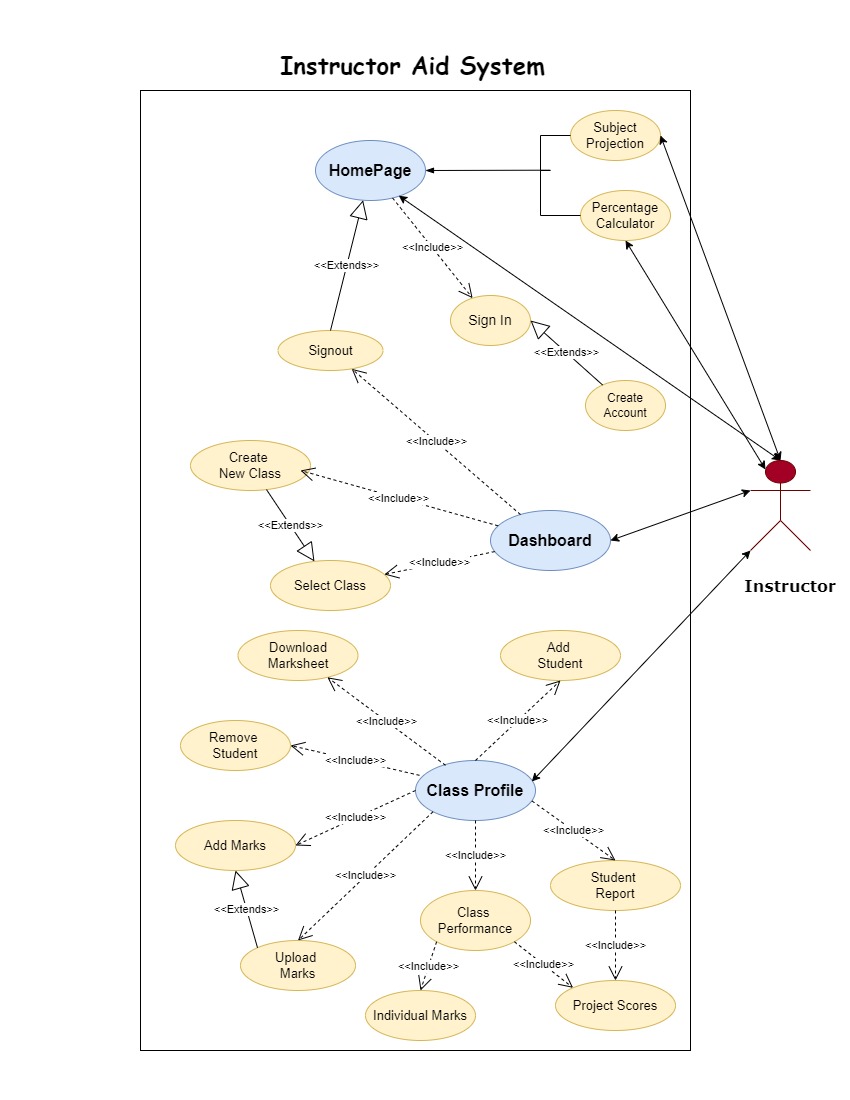 Instructor Aid System
Subject
Projection
HomePage
Percentage
Calculator
<<Include>>
<<Extends>>
Sign In
Signout
<<Extends>>
Create
Account
<<Include>>
Create
New Class
<<Include>>
<<Extends>>
Dashboard
<<Include>>
Select Class
Instructor
Download
Marksheet
Add
Student
<<Include>>
<<Include>>
Remove
Student
<<Include>>
Class Profile
<<Include>>
<<Include>>
Add Marks
<<Include>>
<<Include>>
Student
Report
<<Extends>>
Class
Performance
<<Include>>
Upload
Marks
<<Include>>
<<Include>>
Individual Marks
Project Scores